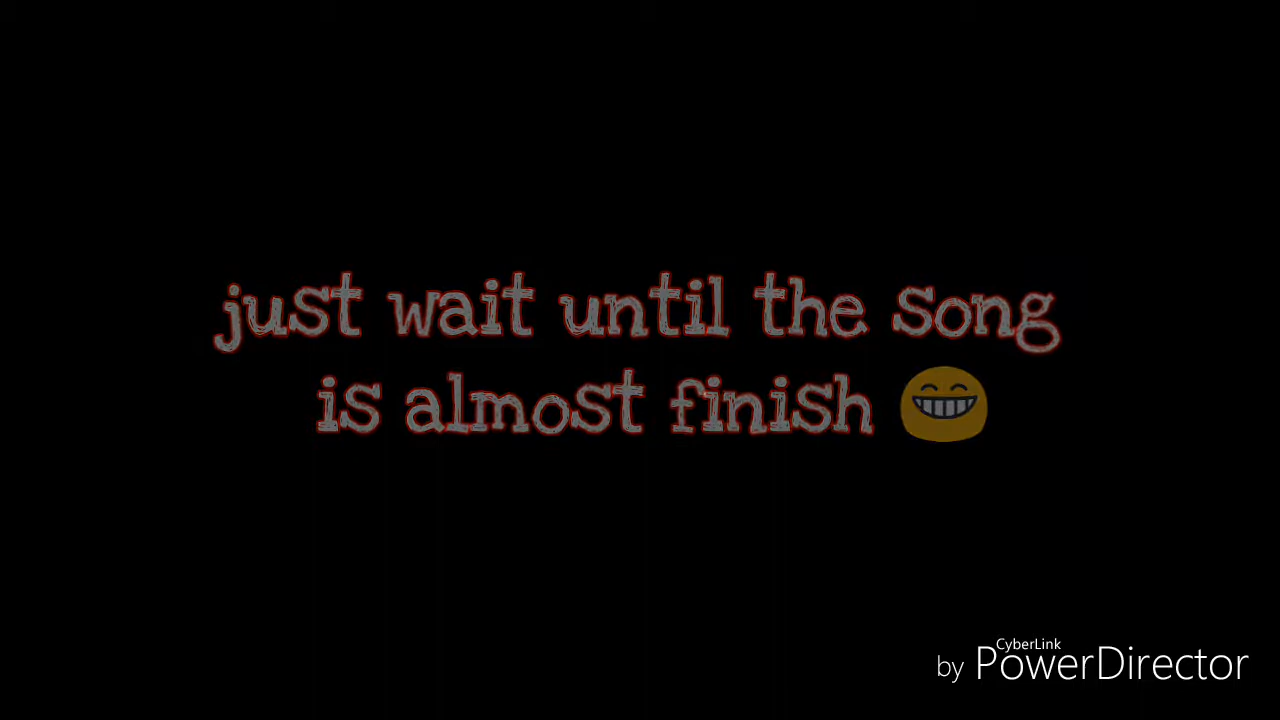 just wait until the song
is almost finish 😁
CyberLink
by PowerDirector